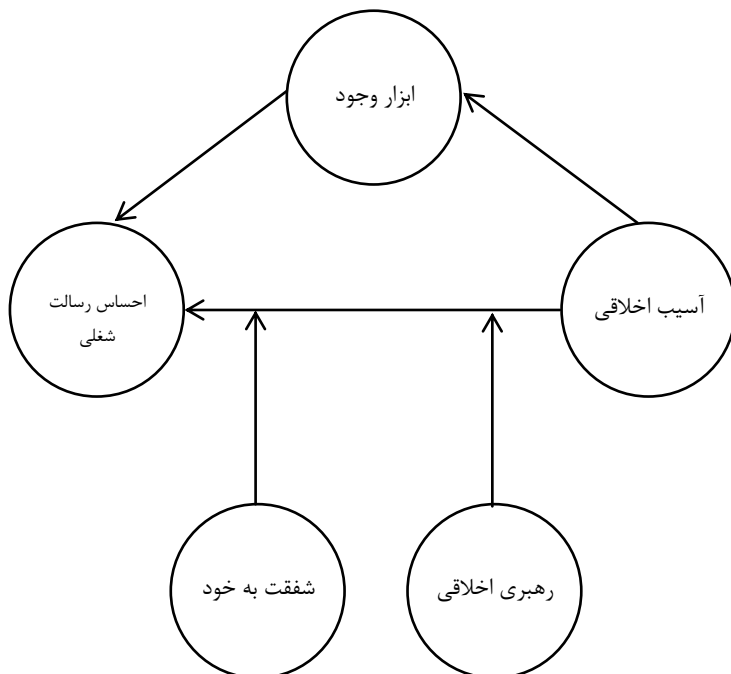 ابزار وجود
آسیب اخلاقی
احساس رسالت
شغلی
رهبری اخلاقی
شفقت به خود